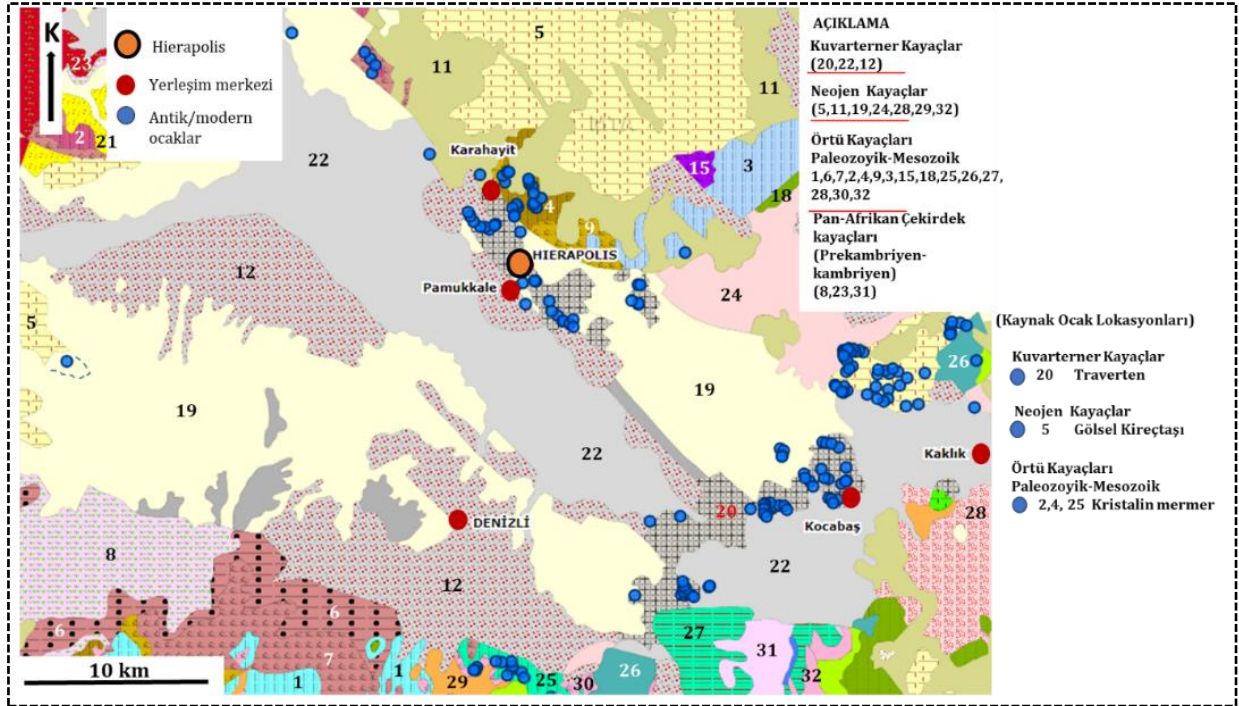 K
Hierapolis
Yerleşim merkezi
Antik/modern
ocaklar
23
2
21
5
11
11
22
Karahayit
4
9
15
3
18
HIERAPOLIS
Pamukkale
12
24
5
19
19
22
26
Kaklık
20
Kocabaş
DENİZLİ
28
22
8
12
6
6
7
27
31
1
1
29
25
30
26
32
10 km
AÇIKLAMA
Kuvarterner Kayaçlar
(20,22,12)
Neojen Kayaçlar
(5,11,19,24,28,29,32)
Örtü Kayaçları
Paleozoyik-Mesozoik
1,6,7,2,4,9,3,15,18,25,26,27,
28,30,32
Pan-Afrikan Çekirdek
kayaçları
(Prekambriyen-
kambriyen)
(8,23,31)
(Kaynak Ocak Lokasyonları)
Kuvarterner Kayaçlar
20 Traverten
Neojen Kayaçlar
5 Gölsel Kireçtaşı
Örtü Kayaçları
Paleozoyik-Mesozoik
2,4, 25 Kristalin mermer